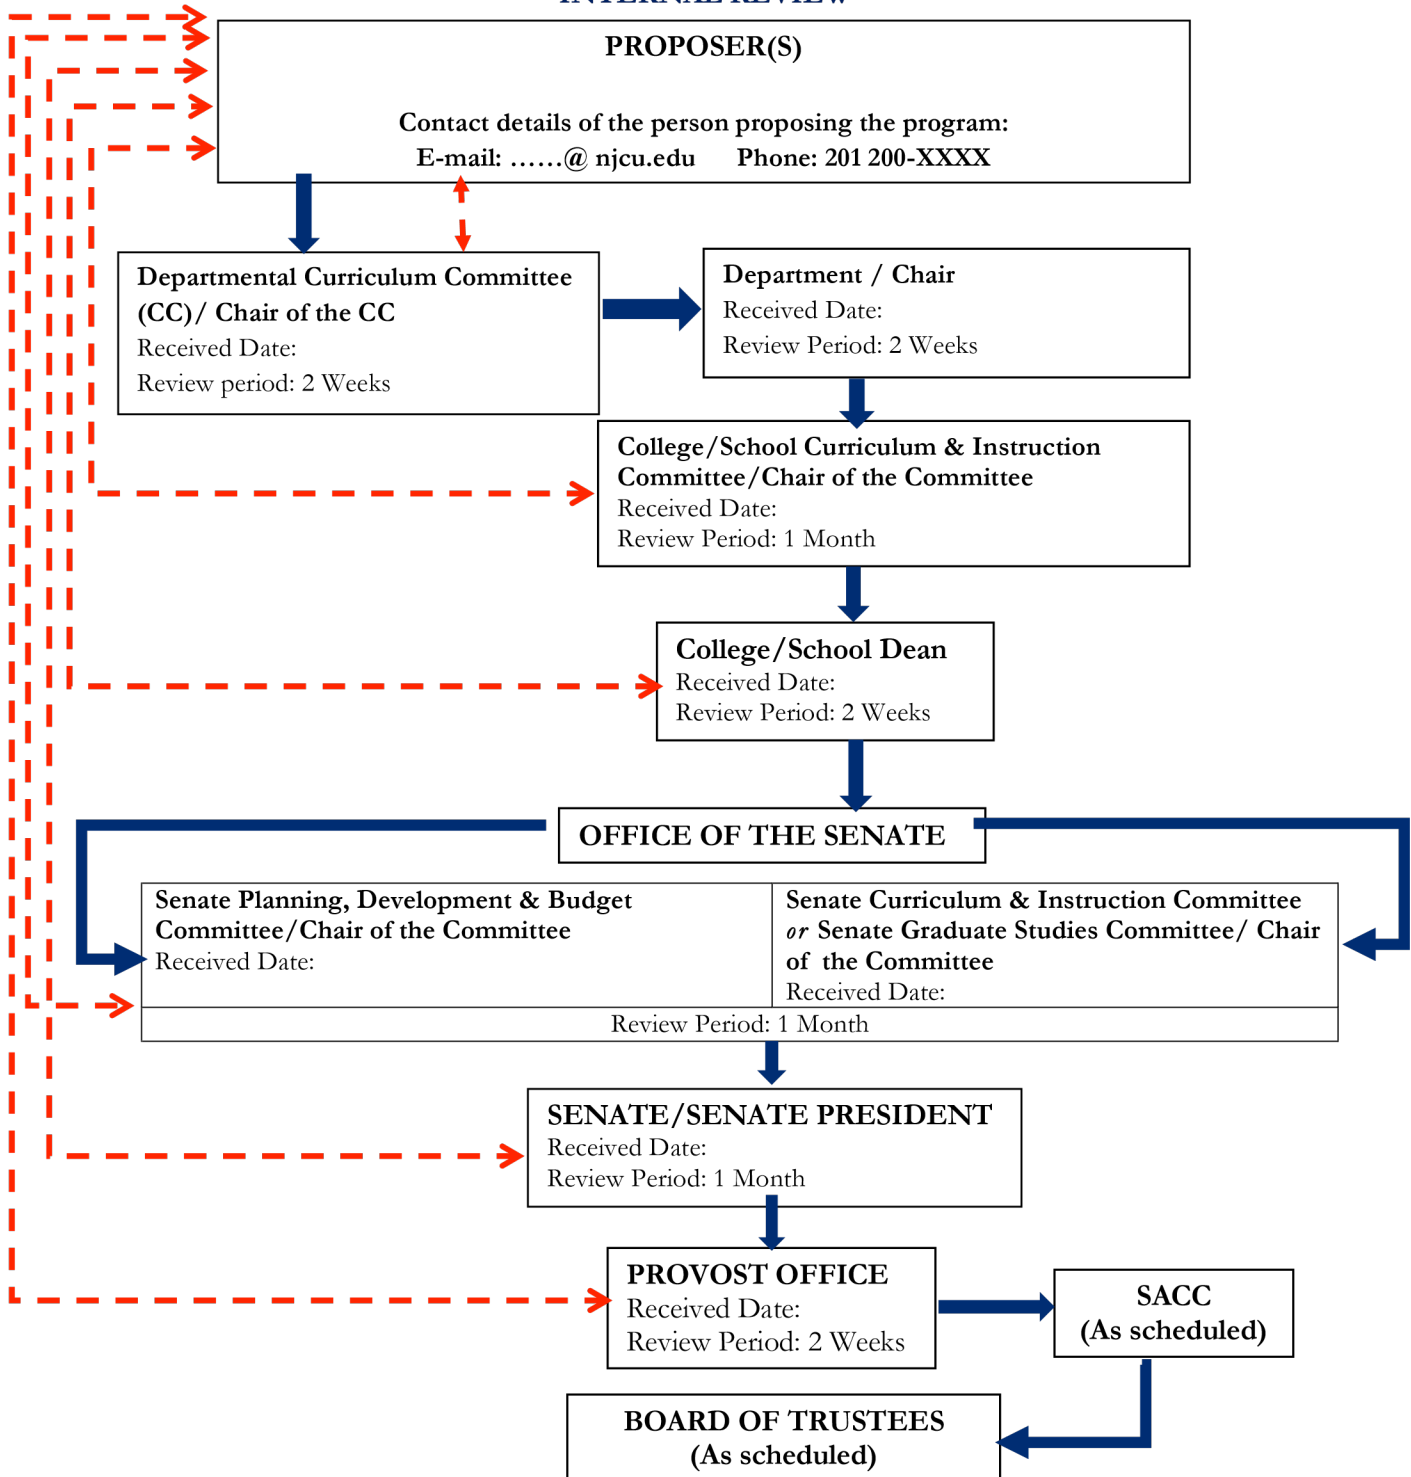 INTERNAL REVIEW
PROPOSER(S)
Contact details of the person proposing the program:
E-mail: ......@ njcu.edu Phone: 201 200-XXXX
Departmental Curriculum Committee
(CC)/ Chair of the CC
Received Date:
Review period: 2 Weeks
Department / Chair
Received Date:
Review Period: 2 Weeks
College/School Curriculum & Instruction
Committee/Chair of the Committee
Received Date:
Review Period: 1 Month
College/School Dean
Received Date:
Review Period: 2 Weeks
OFFICE OF THE SENATE
Senate Planning, Development & Budget
Committee/Chair of the Committee
Received Date:
Senate Curriculum & Instruction Committee
or Senate Graduate Studies Committee/ Chair
of the Committee
Received Date:
Review Period: 1 Month
SENATE/SENATE PRESIDENT
Received Date:
Review Period: 1 Month
PROVOST OFFICE
Received Date:
Review Period: 2 Weeks
SACC
(As scheduled)
BOARD OF TRUSTEES
(As scheduled)